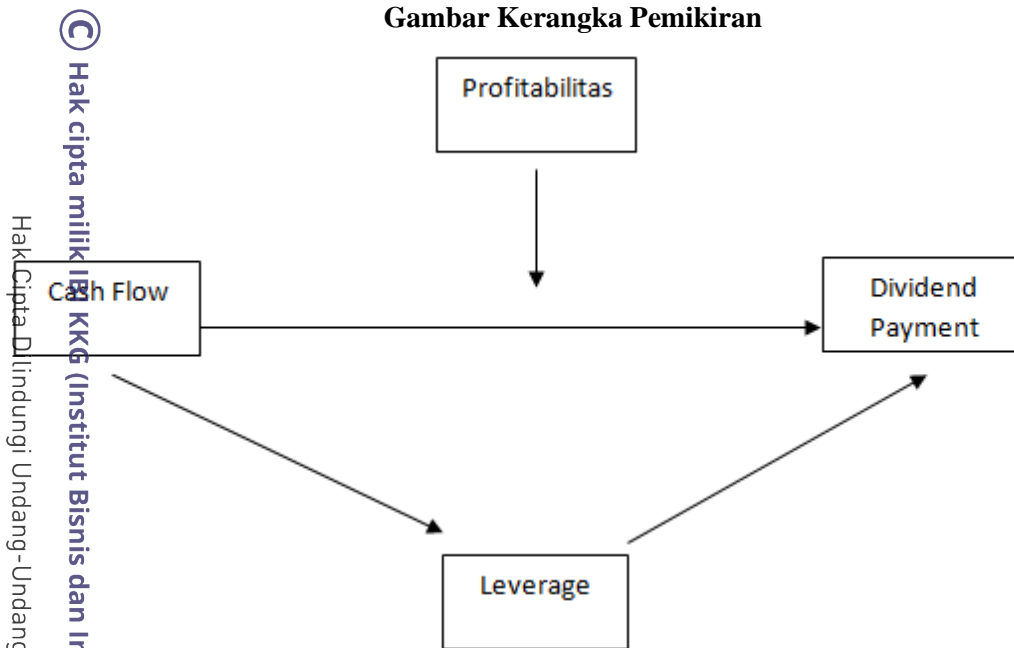 Gambar Kerangka Pemikiran
Profitabilitas
Cash Flow
Dividend
Payment
Leverage
© Hak cipta milik IBI KKG (Institut Bisnis dan In
Hak Cipta Dilindungi Undang-Undang